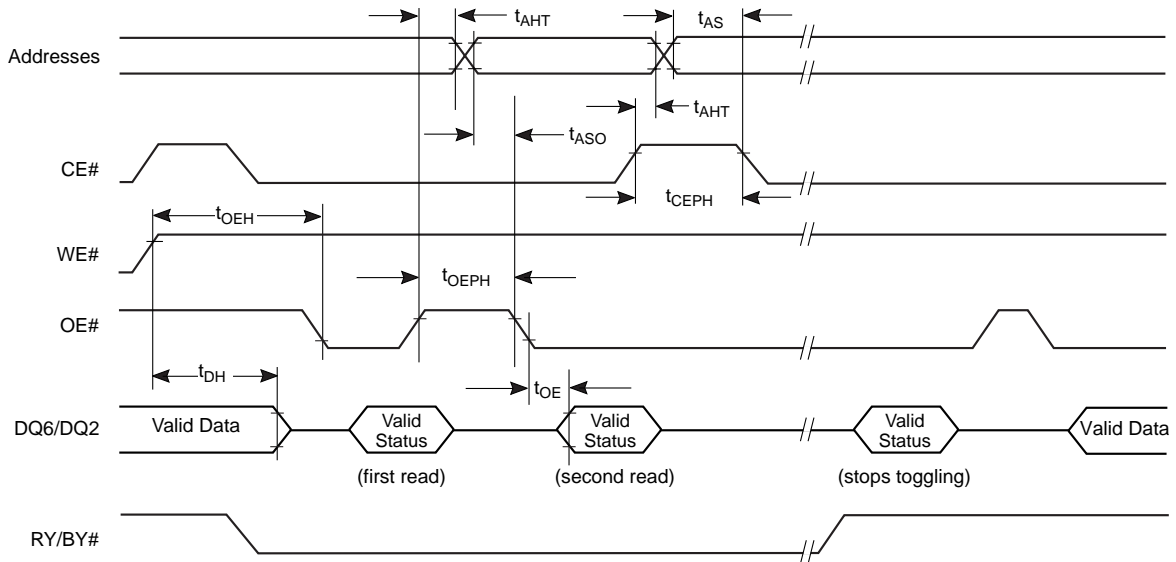 tAHT
tAS
Addresses
tAHT
tASO
CE#
tCEPH
tOEH
WE#
tOEPH
OE#
tDH
tOE
DQ6/DQ2
Valid Data
Valid
Status
Valid
Status
Valid
Status
Valid Data
(first read)
(second read)
(stops toggling)
RY/BY#